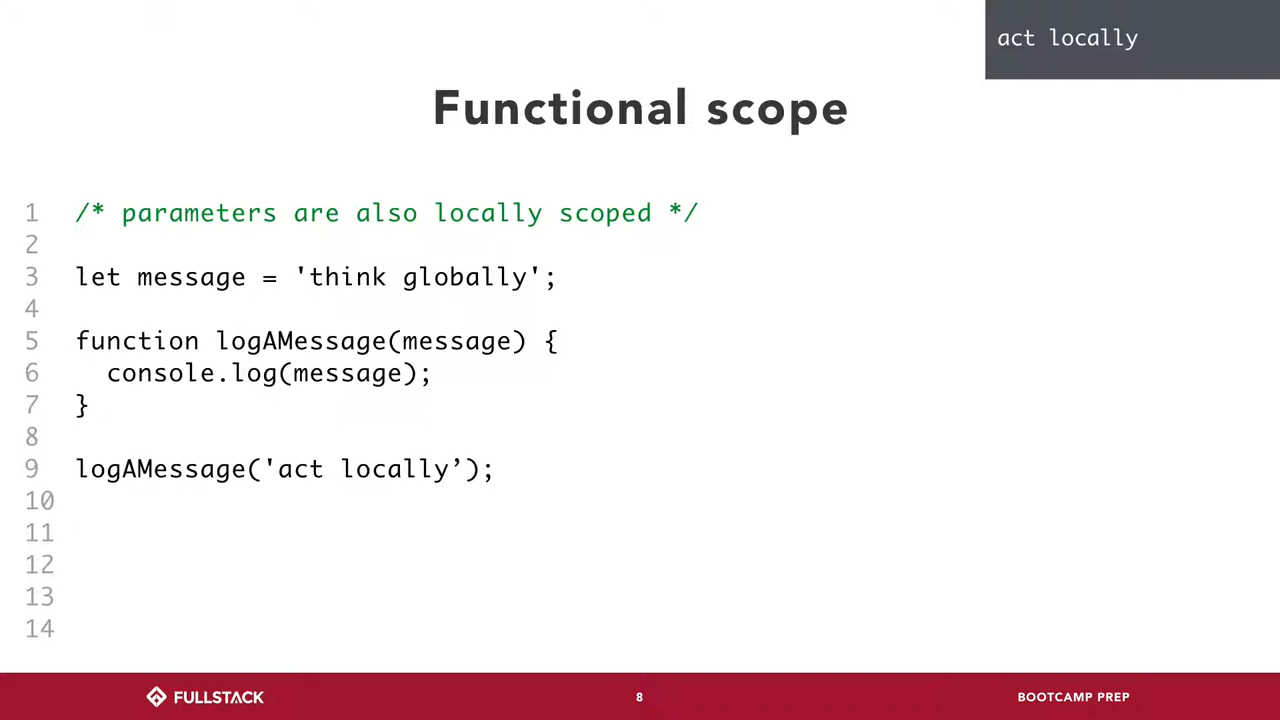 act locally
Functional scope
1 /* parameters are also locally scoped */
2
3 let message = 'think globally';
4
5 function logAMessage(message) {
6   console.log(message);
7 }
8
9 logAMessage('act locally’);
10
11
12
13
14
FULLSTACK 8 BOOTCAMP PREP